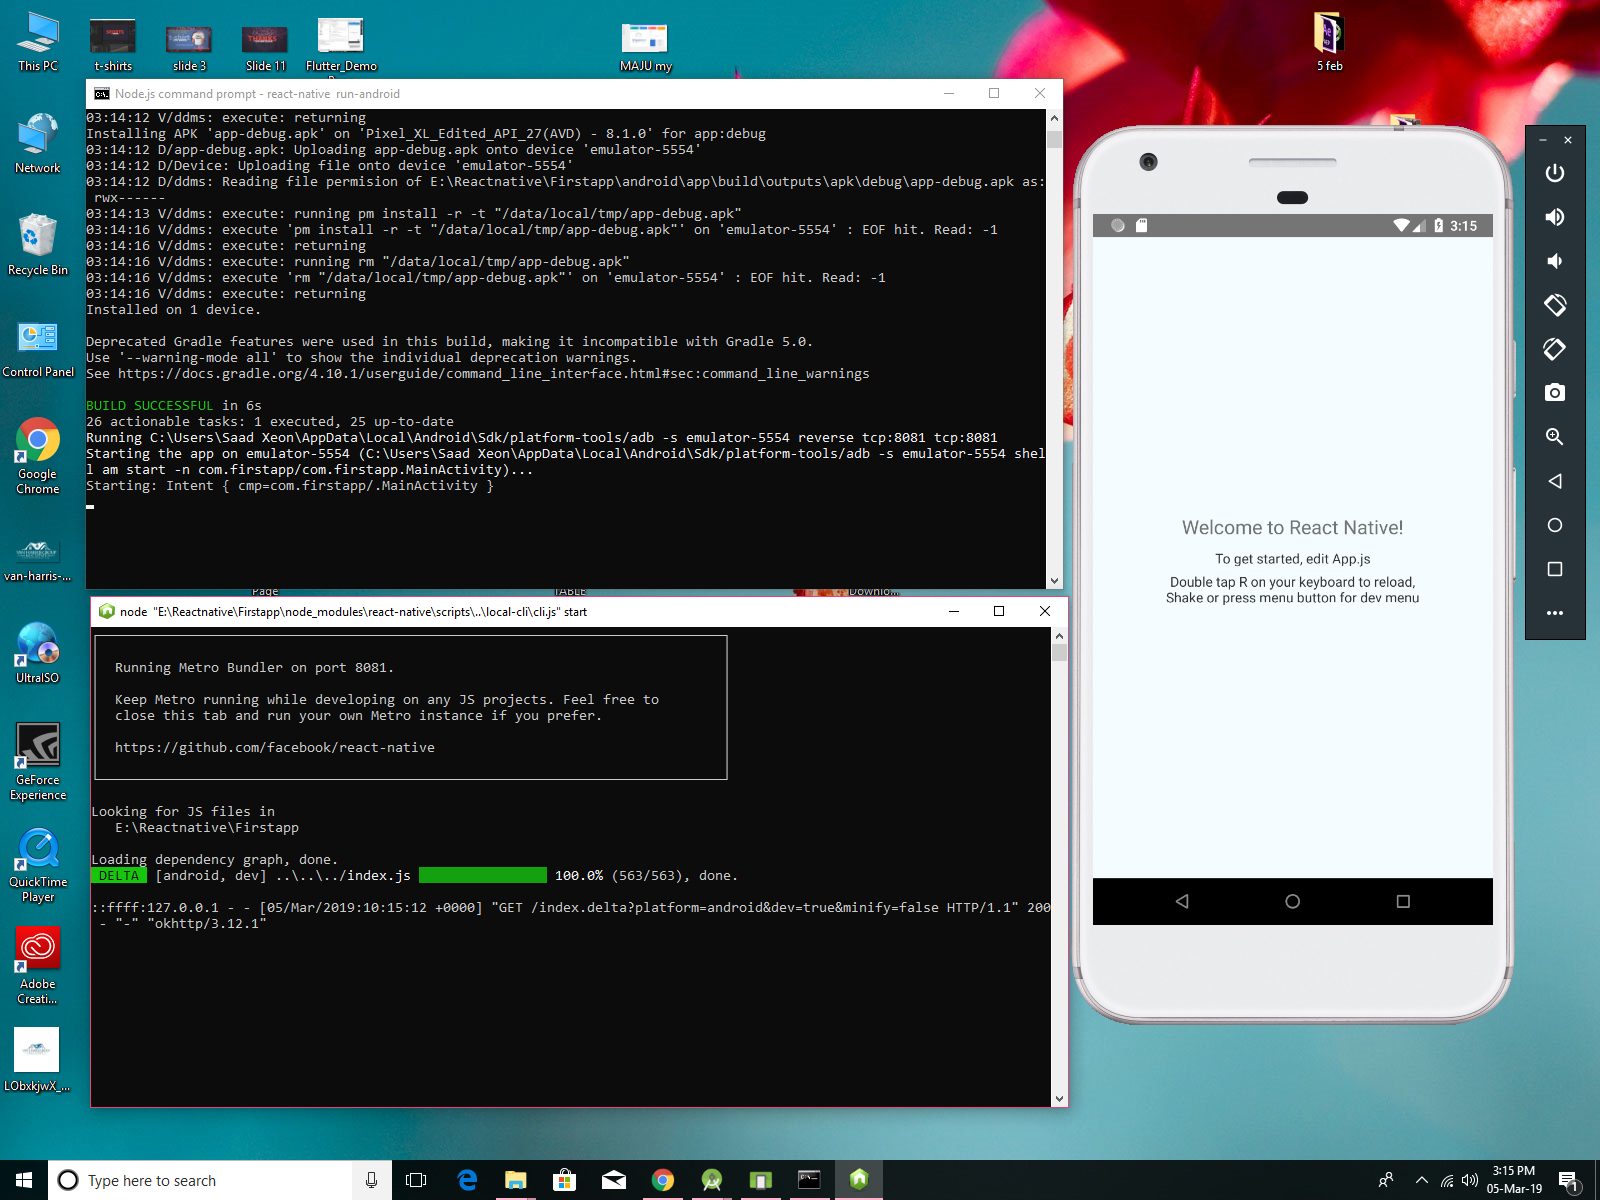 This PC
t-shirts
slide 3
Slide 11
Flutter_Demo
MAJU my
5 feb
Network
Recycle Bin
Control Panel
Google
Chrome
van-harris-...
UltraISO
GeForce
Experience
QuickTime
Player
Adobe
Creati...
LObxkjwX_...
Node.js command prompt - react-native run-android
03:14:12 V/ddms: execute: returning
Installing APK 'app-debug.apk' on 'Pixel_XL_Edited_API_27(AVD) - 8.1.0' for app:debug
03:14:12 D/app-debug.apk: Uploading app-debug.apk onto device 'emulator-5554'
03:14:12 D/Device: Uploading file onto device 'emulator-5554'
03:14:12 D/ddms: Reading file permision of E:\Reactnative\Firstapp\android\app\build\outputs\apk\debug\app-debug.apk as:
rwx------
03:14:13 V/ddms: execute: running pm install -r -t "/data/local/tmp/app-debug.apk"
03:14:16 V/ddms: execute 'pm install -r -t "/data/local/tmp/app-debug.apk"' on 'emulator-5554' : EOF hit. Read: -1
03:14:16 V/ddms: execute: returning
03:14:16 V/ddms: execute: running rm "/data/local/tmp/app-debug.apk"
03:14:16 V/ddms: execute 'rm "/data/local/tmp/app-debug.apk"' on 'emulator-5554' : EOF hit. Read: -1
03:14:16 V/ddms: execute: returning
Installed on 1 device.
Deprecated Gradle features were used in this build, making it incompatible with Gradle 5.0.
Use '--warning-mode all' to show the individual deprecation warnings.
See https://docs.gradle.org/4.10.1/userguide/command_line_interface.html#sec:command_line_warnings
BUILD SUCCESSFUL in 6s
26 actionable tasks: 1 executed, 25 up-to-date
Running C:\Users\Saad Xeon\AppData\Local\Android\Sdk/platform-tools/adb -s emulator-5554 reverse tcp:8081 tcp:8081
Starting the app on emulator-5554 (C:\Users\Saad Xeon\AppData\Local\Android\Sdk/platform-tools/adb -s emulator-5554 shel
l am start -n com.firstapp/com.firstapp.MainActivity)...
Starting: Intent { cmp=com.firstapp/.MainActivity }
Page
TABLE
Downlo...
node "E:\Reactnative\Firstapp\node_modules\react-native\scripts\..\local-cli\cli.js" start
Running Metro Bundler on port 8081.
Keep Metro running while developing on any JS projects. Feel free to
close this tab and run your own Metro instance if you prefer.
https://github.com/facebook/react-native
Looking for JS files in
E:\Reactnative\Firstapp
Loading dependency graph, done.
DELTA [android, dev] ..\..\../index.js 100.0% (563/563), done.
::ffff:127.0.0.1 - - [05/Mar/2019:10:15:12 +0000] "GET /index.delta?platform=android&dev=true&minify=false HTTP/1.1" 200
- "-" "okhttp/3.12.1"
3:15
Welcome to React Native!
To get started, edit App.js
Double tap R on your keyboard to reload,
Shake or press menu button for dev menu
Type here to search
3:15 PM
05-Mar-19
1